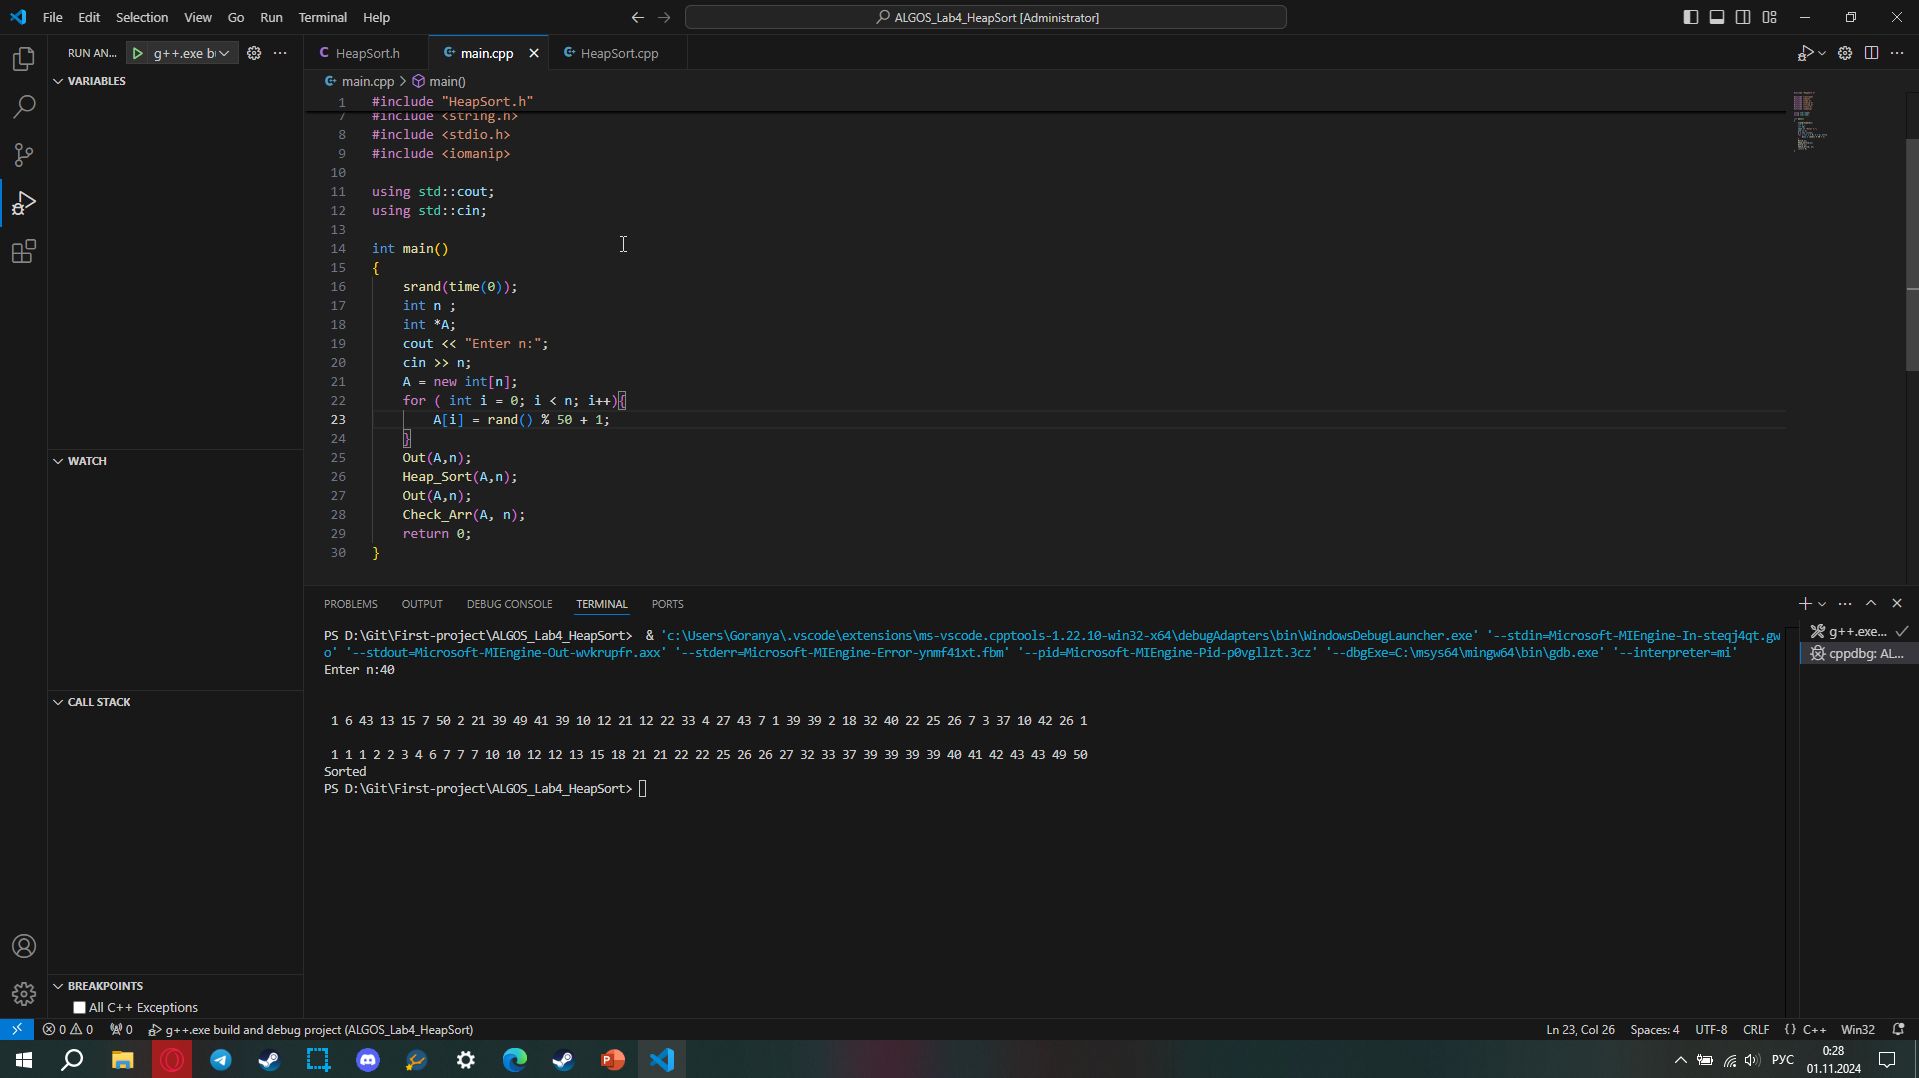 File Edit Selection View Go Run Terminal Help
ALGOS_Lab4_HeapSort [Administrator]
RUN AN... g++.exe b
HeapSort.h main.cpp HeapSort.cpp
main.cpp > main()
VARIABLES
1 #include "HeapSort.h"
7 #include <string.h>
8 #include <stdio.h>
9 #include <iomanip>
10
11 using std::cout;
12 using std::cin;
13
14 int main()
15 {
16 srand(time(0));
17 int n ;
18 int *A;
19 cout << "Enter n:";
20 cin >> n;
21 A = new int[n];
22 for ( int i = 0; i < n; i++){
23 A[i] = rand() % 50 + 1;
24 }
25 Out(A,n);
26 Heap_Sort(A,n);
27 Out(A,n);
28 Check_Arr(A, n);
29 return 0;
30 }
WATCH
CALL STACK
BREAKPOINTS
All C++ Exceptions
PROBLEMS OUTPUT DEBUG CONSOLE TERMINAL PORTS
PS D:\Git\First-project\ALGOS_Lab4_HeapSort> & 'c:\Users\Goranya\.vscode\extensions\ms-vscode.cpptools-1.22.10-win32-x64\debugAdapters\bin\WindowsDebugLauncher.exe' '--stdin=Microsoft-MIEngine-In-steqj4qt.gw
o' '--stdout=Microsoft-MIEngine-Out-wvkrupfr.axx' '--stderr=Microsoft-MIEngine-Error-ynmf41xt.fbm' '--pid=Microsoft-MIEngine-Pid-p0vgllzt.3cz' '--dbgExe=C:\msys64\mingw64\bin\gdb.exe' '--interpreter=mi'
Enter n:40
1 6 43 13 15 7 50 2 21 39 49 41 39 10 12 21 12 22 33 4 27 43 7 1 39 39 2 18 32 40 22 25 26 7 3 37 10 42 26 1
1 1 1 2 2 3 4 6 7 7 7 10 10 12 12 13 15 18 21 21 22 22 25 26 26 27 32 33 37 39 39 39 39 40 41 42 43 43 49 50
Sorted
PS D:\Git\First-project\ALGOS_Lab4_HeapSort>
g++.exe...
cppdbg: AL...
0 0 0 g++.exe build and debug project (ALGOS_Lab4_HeapSort)
Ln 23, Col 26 Spaces: 4 UTF-8 CRLF {} C++ Win32
РУС 0:28
01.11.2024